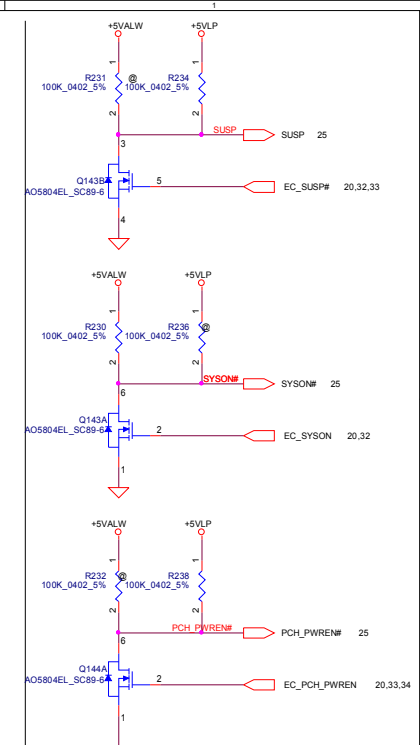 1
+5VALW +5VLP
1 1
R231 @ R234
100K_0402_5% 100K_0402_5%
2 2
SUSP SUSP 25
3
Q143B 5 EC_SUSP# 20,32,33
AO5804EL_SC89-6
4
+5VALW +5VLP
1 1
R230 R236 @
100K_0402_5% 100K_0402_5%
2 2
SYSON# SYSON# 25
6
Q143A 2 EC_SYSON 20,32
AO5804EL_SC89-6
1
+5VALW +5VLP
1 1
R232 @ R238
100K_0402_5% 100K_0402_5%
2 2
PCH_PWREN# PCH_PWREN# 25
6
Q144A 2 EC_PCH_PWREN 20,33,34
AO5804EL_SC89-6
1